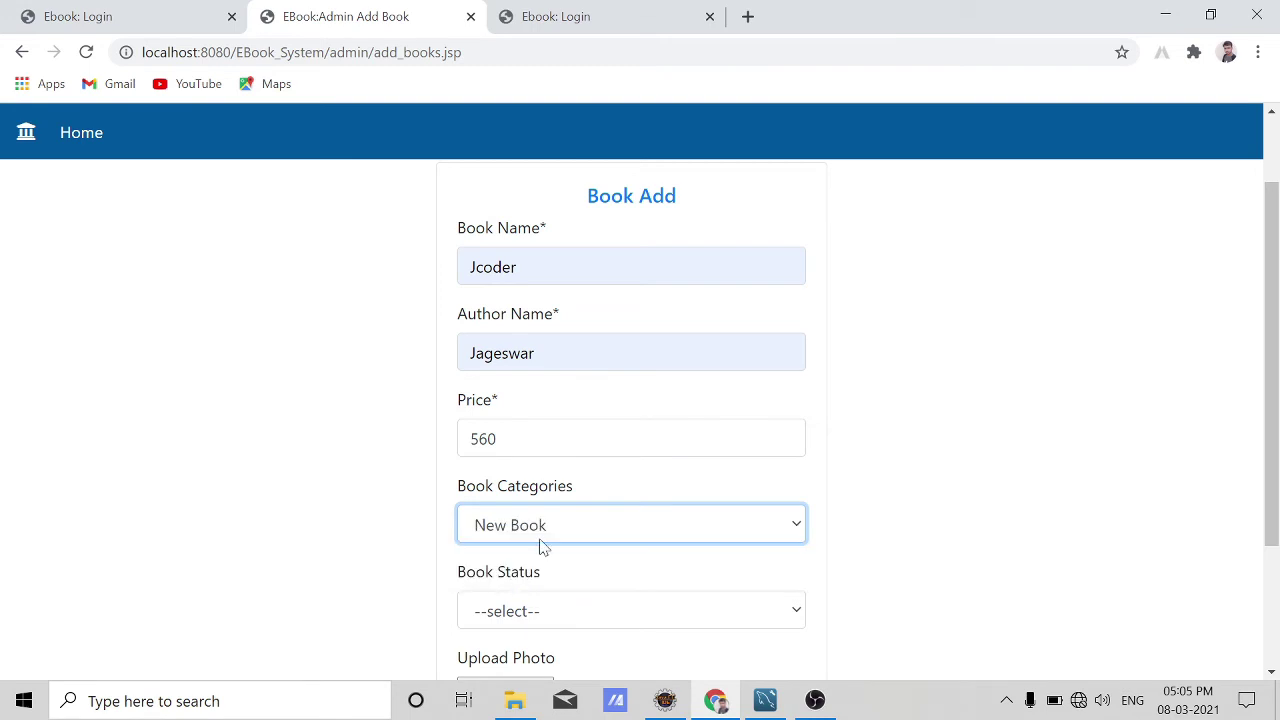 Ebook: Login
EBook:Admin Add Book
Ebook: Login
localhost:8080/EBook_System/admin/add_books.jsp
Apps
Gmail
YouTube
Maps
Home
Book Add
Book Name*
Jcoder
Author Name*
Jageswar
Price*
560
Book Categories
New Book
Book Status
--select--
Upload Photo
Type here to search
ENG
05:05 PM
08-03-2021